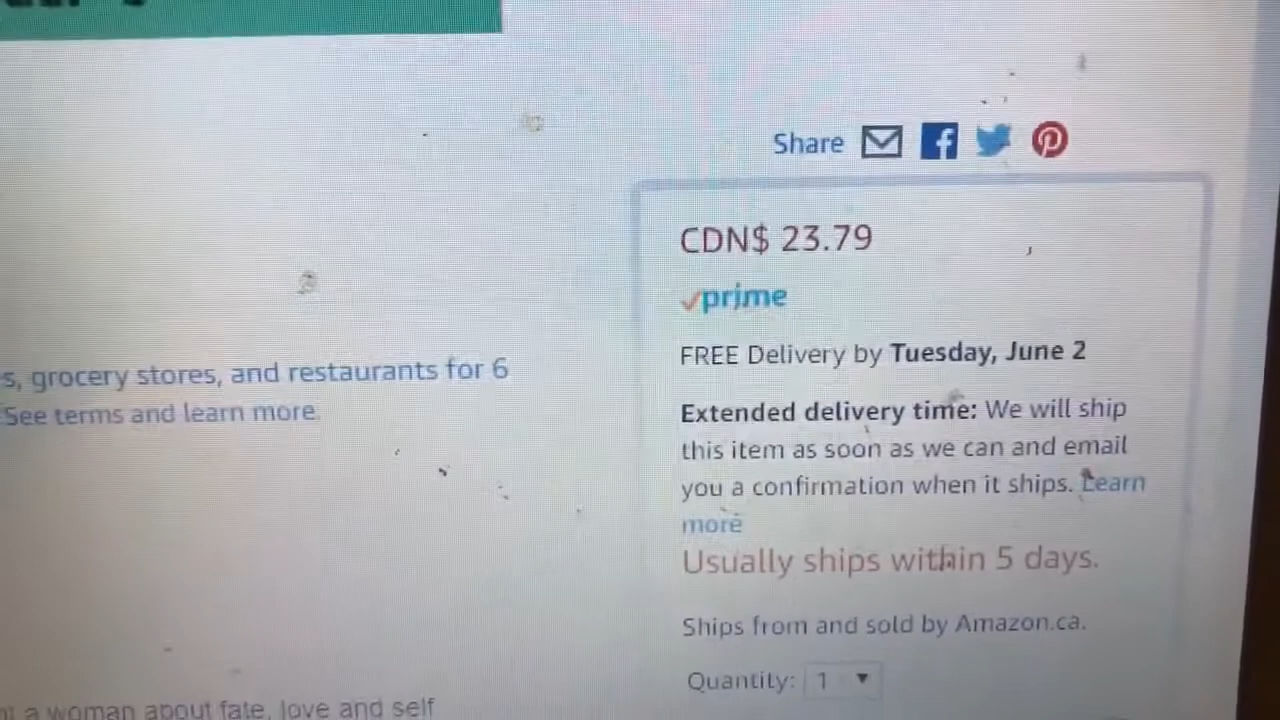 Share
CDN$ 23.79
prime
FREE Delivery by Tuesday, June 2
s, grocery stores, and restaurants for 6
See terms and learn more.
Extended delivery time: We will ship
this item as soon as we can and email
you a confirmation when it ships. Learn
more
Usually ships within 5 days.
Ships from and sold by Amazon.ca.
Quantity: 1
a woman about fate, love and self